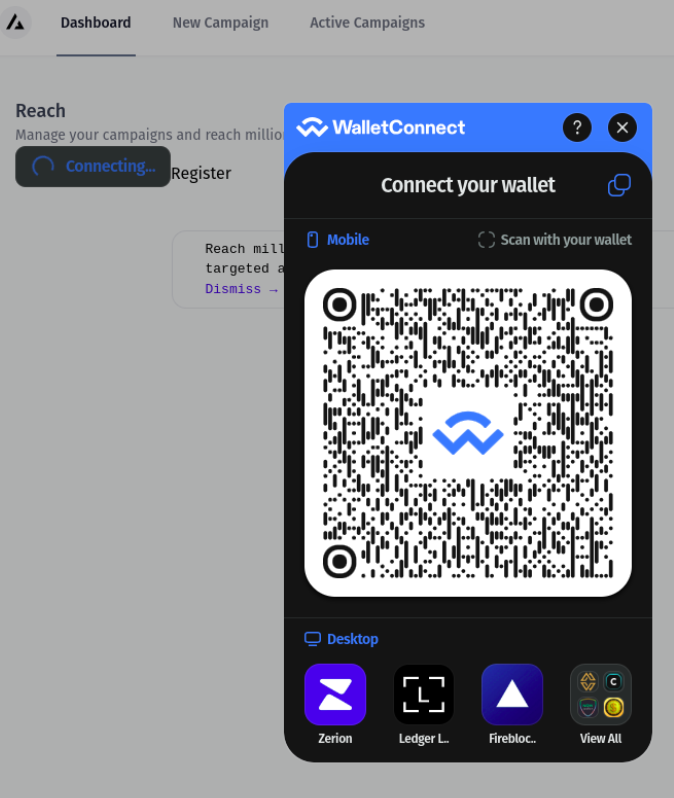 Dashboard New Campaign Active Campaigns
Reach
Manage your campaigns and reach millio
Connecting... Register
Reach mill
targeted a
Dismiss →
WalletConnect ?
Connect your wallet
Mobile Scan with your wallet
Desktop
L
C
Zerion Ledger L.. Firebloc.. View All